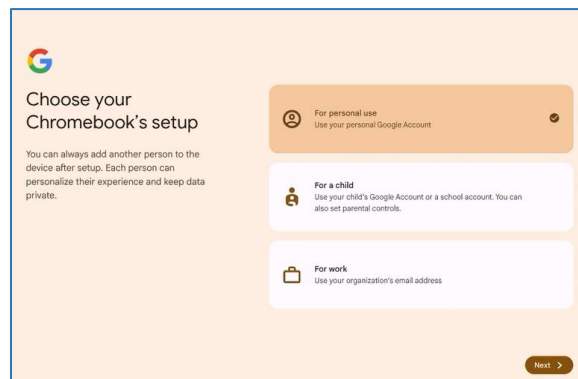 Choose your
Chromebook's setup
You can always add another person to the
device after setup. Each person can
personalize their experience and keep data
private.
For personal use
Use your personal Google Account
For a child
Use your child's Google Account or a school account. You can
also set parental controls.
For work
Use your organization's email address
Next